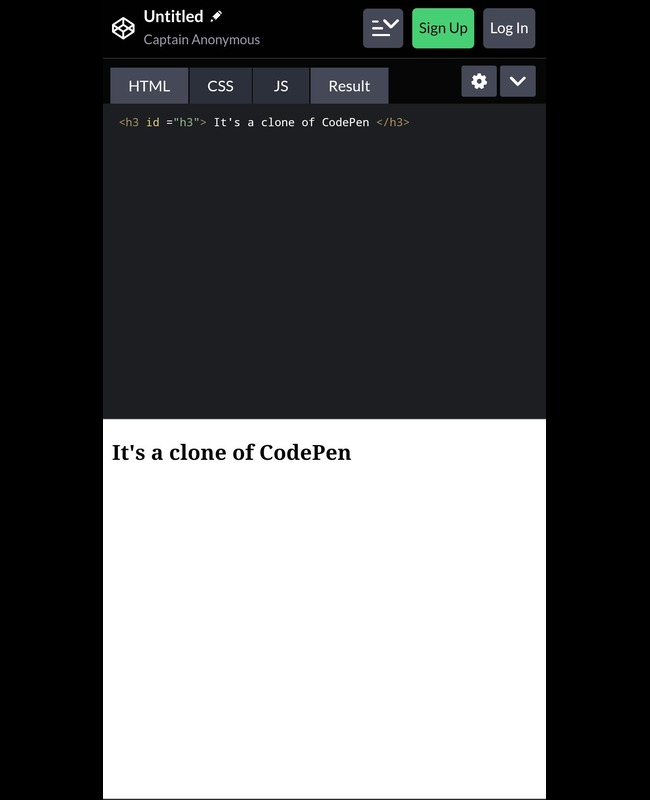 Untitled
Captain Anonymous
Sign Up
Log In
HTML
CSS
JS
Result
<h3 id ="h3"> It's a clone of CodePen </h3>
It's a clone of CodePen